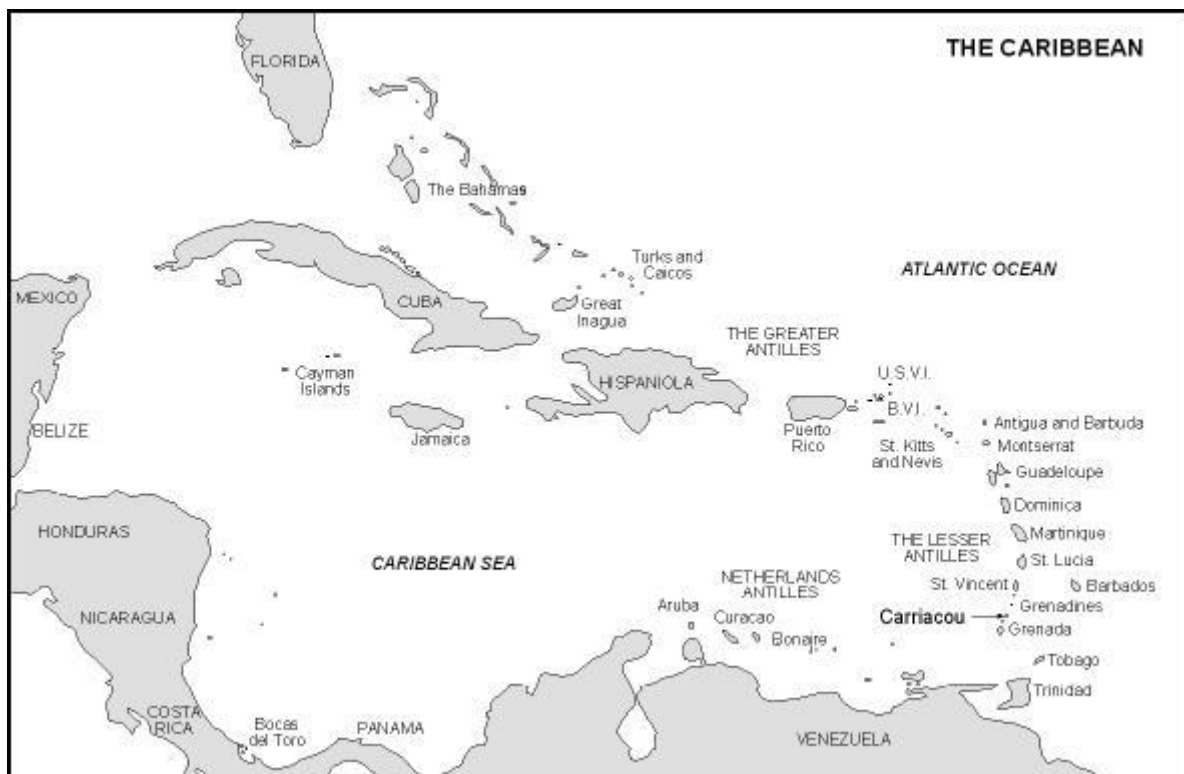 THE CARIBBEAN
FLORIDA
The Bahamas
Turks and
Caicos
ATLANTIC OCEAN
MEXICO
CUBA
Great
Inagua
THE GREATER
ANTILLES
Cayman
Islands
HISPANIOLA
U.S.V.I.
B.V.I.
BELIZE
Jamaica
Puerto
Rico
St. Kitts
and Nevis
Antigua and Barbuda
Montserrat
Guadeloupe
Dominica
HONDURAS
Martinique
THE LESSER
ANTILLES
CARIBBEAN SEA
St. Lucia
NETHERLANDS
ANTILLES
St. Vincent
Barbados
Grenadines
NICARAGUA
Aruba
Curacao
Bonaire
Carriacou
Grenada
Tobago
Trinidad
COSTA
RICA
Bocas
del Toro
PANAMA
VENEZUELA